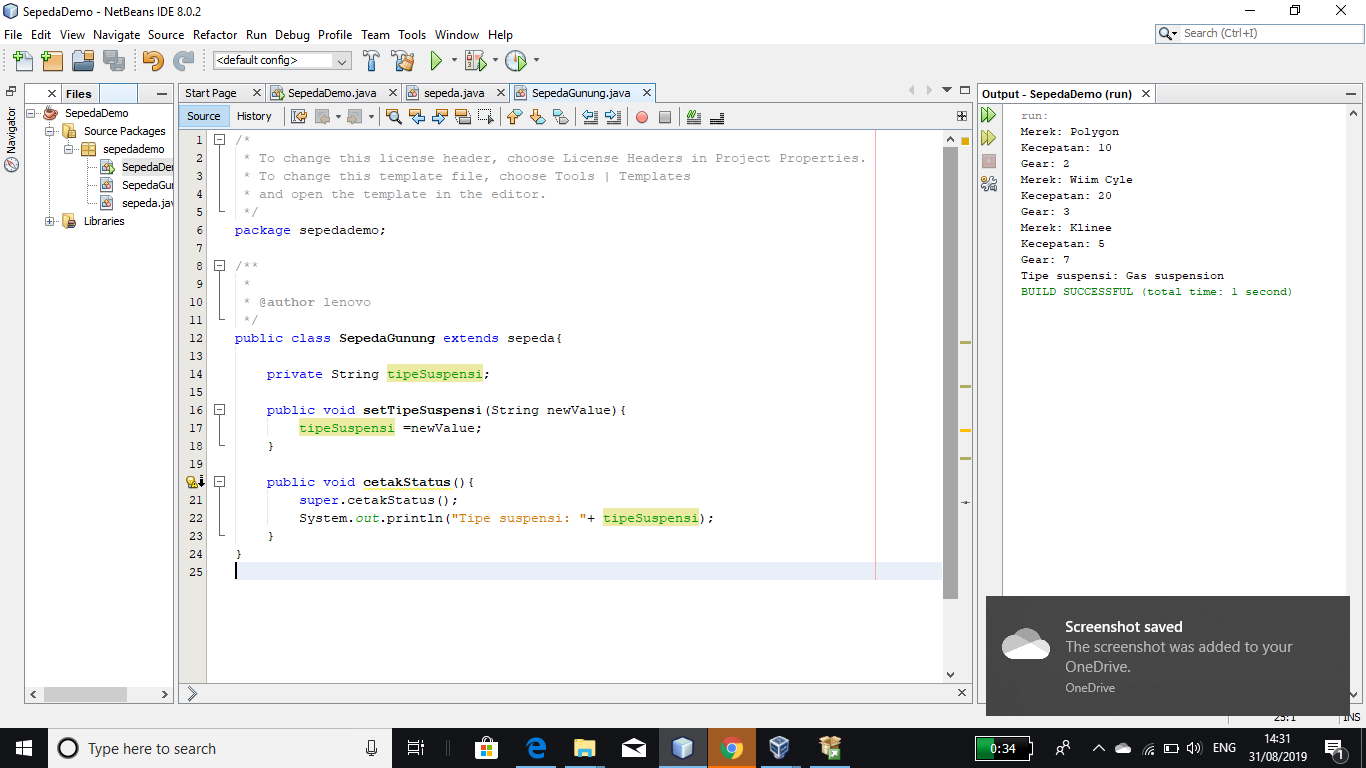 SepedaDemo - NetBeans IDE 8.0.2
File Edit View Navigate Source Refactor Run Debug Profile Team Tools Window Help
Search (Ctrl+I)
<default config>
Navigator
Files
SepedaDemo
Source Packages
sepedademo
SepedaDe
SepedaGu
sepeda.ja
Libraries
Start Page
SepedaDemo.java
sepeda.java
SepedaGunung.java
Source History
1 /*
2 * To change this license header, choose License Headers in Project Properties.
3 * To change this template file, choose Tools | Templates
4 * and open the template in the editor.
5 */
6 package sepedademo;
7
8 /**
9 *
10 * @author lenovo
11 */
12 public class SepedaGunung extends sepeda{
13
14 private String tipeSuspensi;
15
16 public void setTipeSuspensi(String newValue){
17 tipeSuspensi =newValue;
18 }
19
public void cetakStatus(){
21 super.cetakStatus();
22 System.out.println("Tipe suspensi: "+ tipeSuspensi);
23 }
24 }
25
Output - SepedaDemo (run)
run:
Merek: Polygon
Kecepatan: 10
Gear: 2
Merek: Wiim Cyle
Kecepatan: 20
Gear: 3
Merek: Klinee
Kecepatan: 5
Gear: 7
Tipe suspensi: Gas suspension
BUILD SUCCESSFUL (total time: 1 second)
Screenshot saved
The screenshot was added to your
OneDrive.
OneDrive
25:1 INS
Type here to search
0:34
ENG
14:31
31/08/2019
1